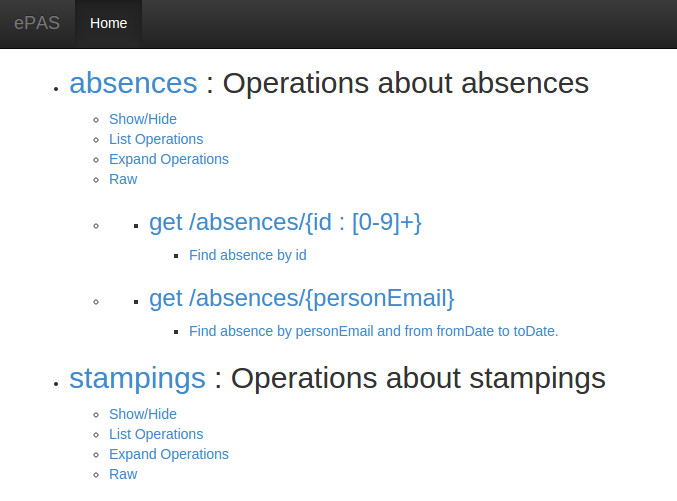 ePAS Home
absences : Operations about absences
Show/Hide
List Operations
Expand Operations
Raw
get /absences/{id : [0-9]+}
Find absence by id
get /absences/{personEmail}
Find absence by personEmail and from fromDate to toDate.
stampings : Operations about stampings
Show/Hide
List Operations
Expand Operations
Raw